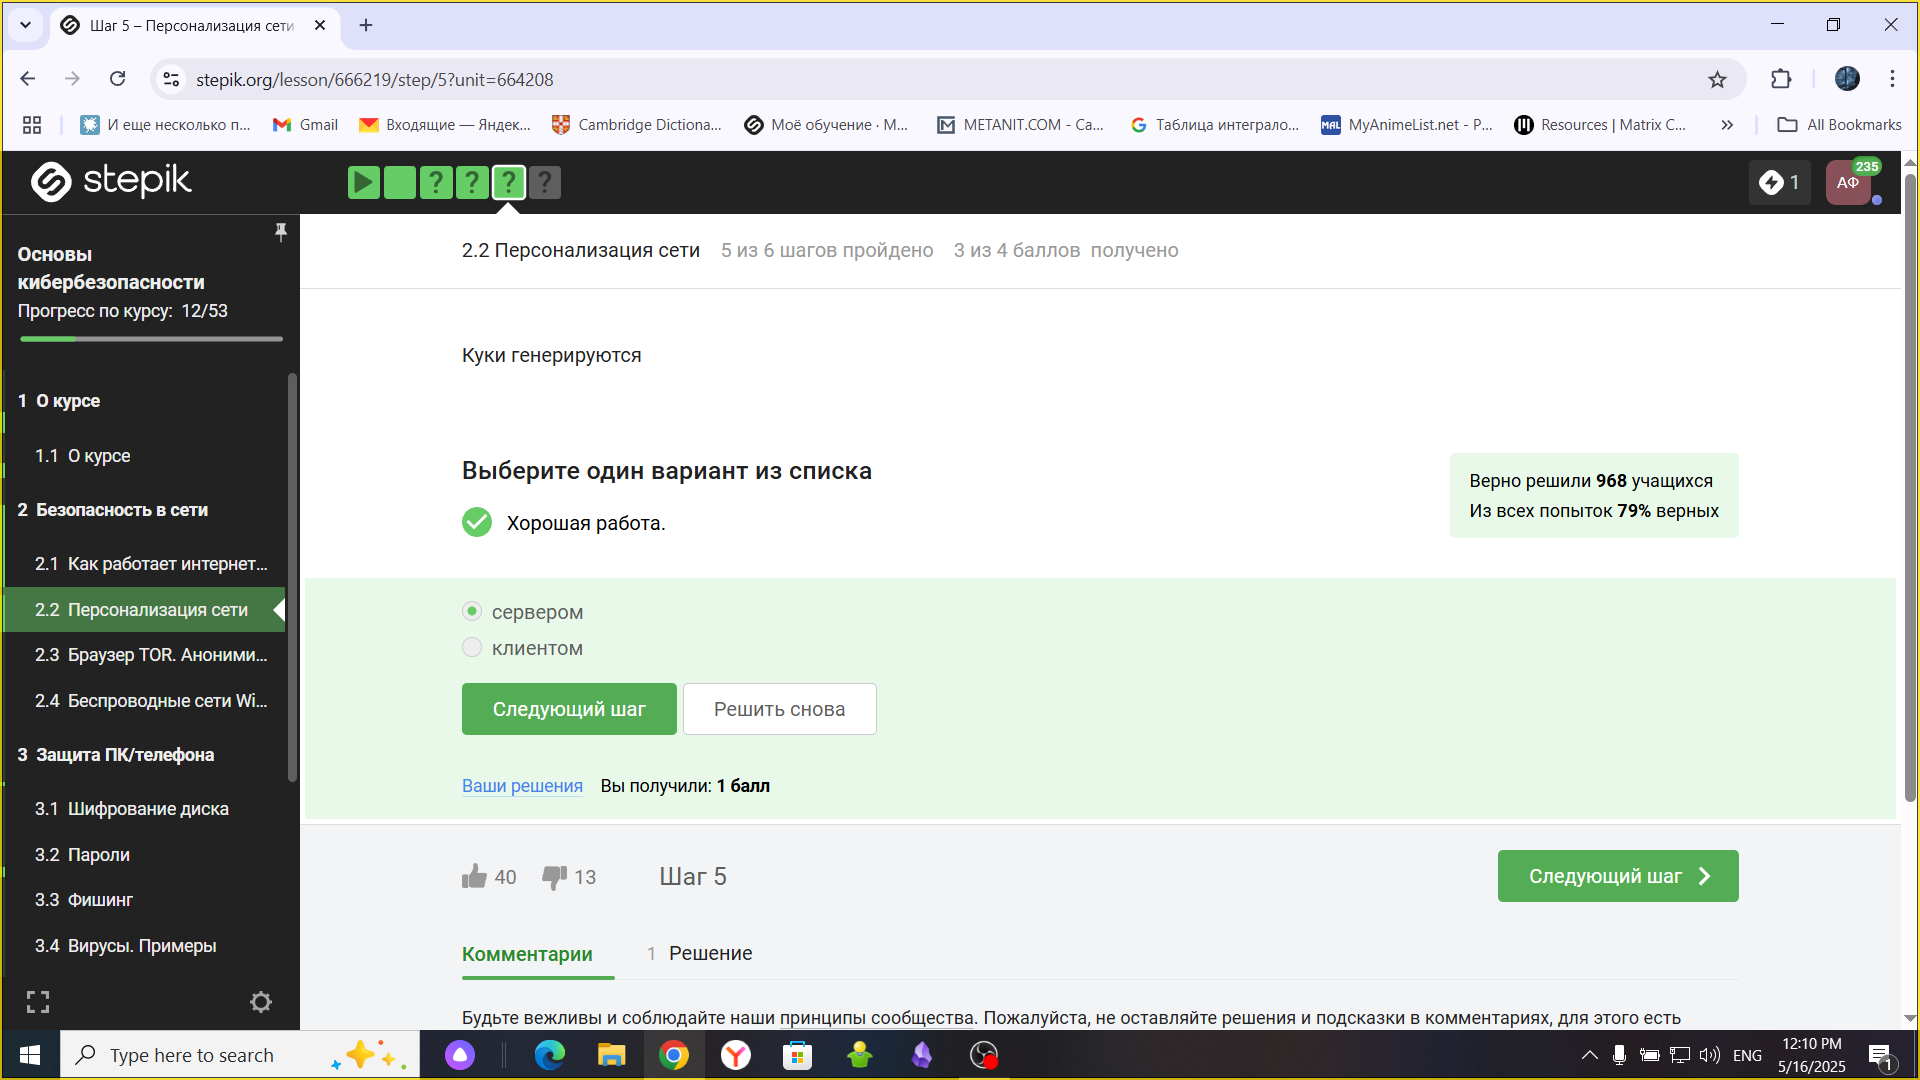 Шаг 5 – Персонализация сети
stepik.org/lesson/666219/step/5?unit=664208
И еще несколько п...
Gmail
Входящие — Яндек...
Cambridge Dictiona...
Моё обучение · M...
METANIT.COM - Ca...
Таблица интеграло...
MAL
MyAnimeList.net - P...
Resources | Matrix C...
All Bookmarks
stepik
? ? ? ?
1
АФ
235
Основы
кибербезопасности
Прогресс по курсу: 12/53
1 О курсе
1.1 О курсе
2 Безопасность в сети
2.1 Как работает интернет...
2.2 Персонализация сети
2.3 Браузер TOR. Аноними...
2.4 Беспроводные сети Wi...
3 Защита ПК/телефона
3.1 Шифрование диска
3.2 Пароли
3.3 Фишинг
3.4 Вирусы. Примеры
2.2 Персонализация сети 5 из 6 шагов пройдено 3 из 4 баллов получено
Куки генерируются
Выберите один вариант из списка
Хорошая работа.
Верно решили 968 учащихся
Из всех попыток 79% верных
сервером
клиентом
Следующий шаг
Решить снова
Ваши решения Вы получили: 1 балл
40
13
Шаг 5
Следующий шаг
Комментарии
1 Решение
Будьте вежливы и соблюдайте наши принципы сообщества. Пожалуйста, не оставляйте решения и подсказки в комментариях, для этого есть
Type here to search
ENG
12:10 PM
5/16/2025
1